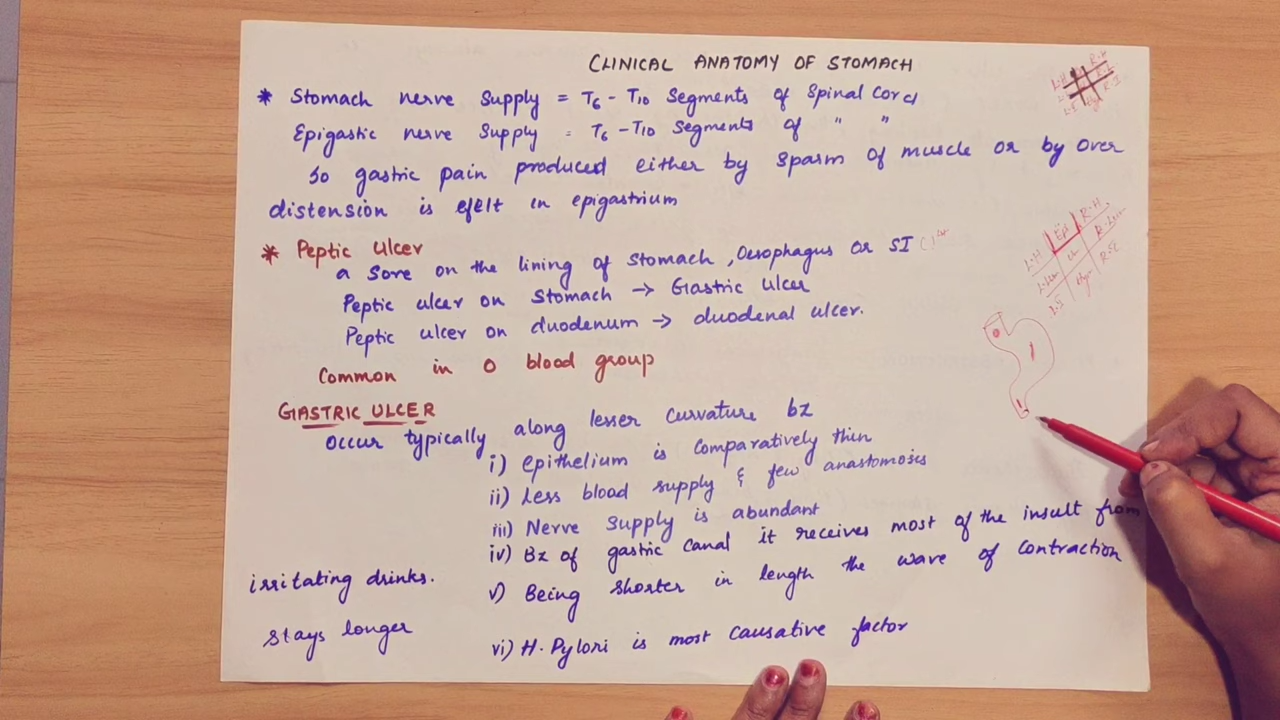 CLINICAL ANATOMY OF STOMACH
* Stomach nerve supply = T6 - T10 Segments of Spinal Cord
Epigastic nerve supply = T6 - T10 Segments of " "
so gastric pain produced either by spasm of muscle or by over
distension is felt in epigastrium
* Peptic ulcer
a sore on the lining of stomach, Oesophagus or SI
Peptic ulcer on stomach → Gastric ulcer
Peptic ulcer on duodenum → duodenal ulcer.
Common in O blood group
GASTRIC ULCER
occur typically along lesser curvature bz
i) epithelium is comparatively thin
ii) Less blood supply & few anastomosis
iii) Nerve supply is abundant
iv) Bz of gastric canal it receives most of the insult from
irritating drinks.
v) Being shorter in length the wave of contraction
stays longer
vi) H. Pylori is most causative factor
L.H
R.H
Epi
R.H
L.H